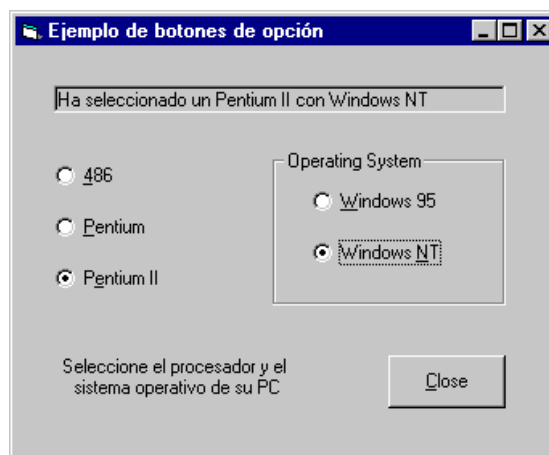 Ejemplo de botones de opción
Ha seleccionado un Pentium II con Windows NT
486
Pentium
Pentium II
Operating System
Windows 95
Windows NT
Seleccione el procesador y el
sistema operativo de su PC
Close